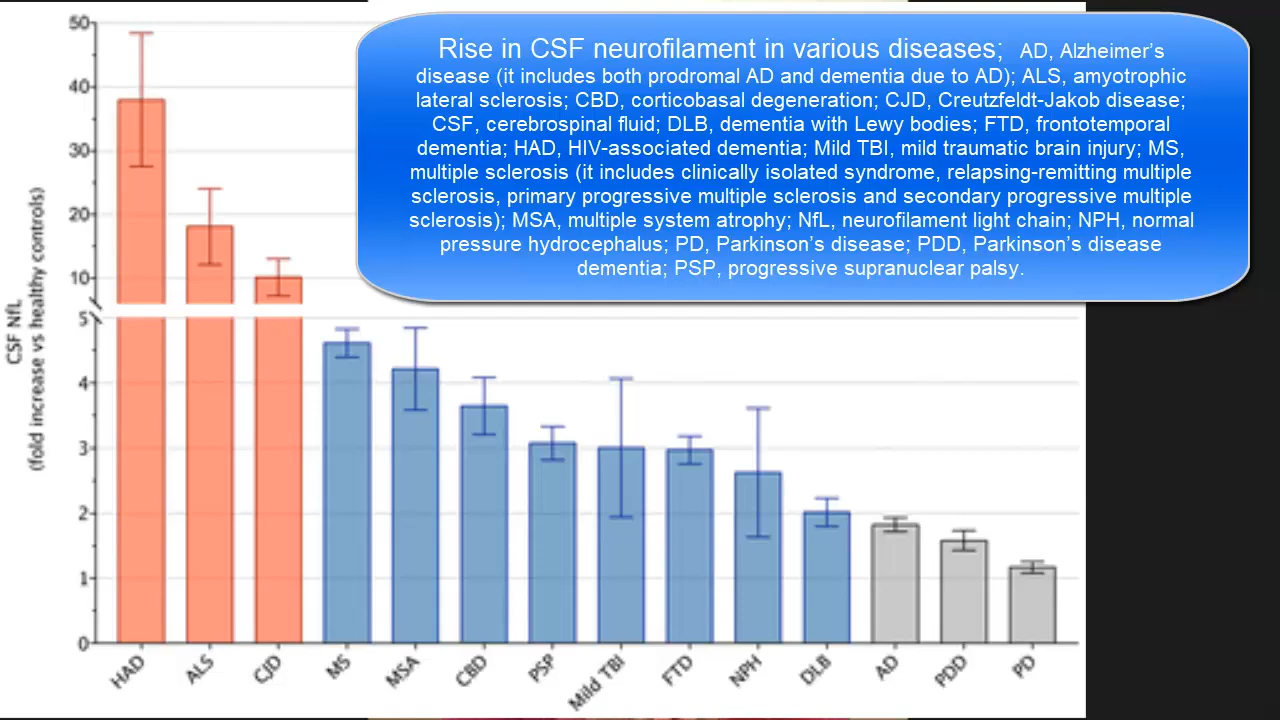 Rise in CSF neurofilament in various diseases; AD, Alzheimer's
disease (it includes both prodromal AD and dementia due to AD); ALS, amyotrophic
lateral sclerosis; CBD, corticobasal degeneration; CJD, Creutzfeldt-Jakob disease;
CSF, cerebrospinal fluid; DLB, dementia with Lewy bodies; FTD, frontotemporal
dementia; HAD, HIV-associated dementia; Mild TBI, mild traumatic brain injury; MS,
multiple sclerosis (it includes clinically isolated syndrome, relapsing-remitting multiple
sclerosis, primary progressive multiple sclerosis and secondary progressive multiple
sclerosis); MSA, multiple system atrophy; NfL, neurofilament light chain; NPH, normal
pressure hydrocephalus; PD, Parkinson's disease; PDD, Parkinson's disease
dementia; PSP, progressive supranuclear palsy.
CSF NfL
(fold increase vs healthy controls)
50
40
30
20
10
5
4
3
2
1
0
HAD
ALS
CJD
MS
MSA
CBD
PSP
Mild TBI
FTD
NPH
DLB
AD
PDD
PD